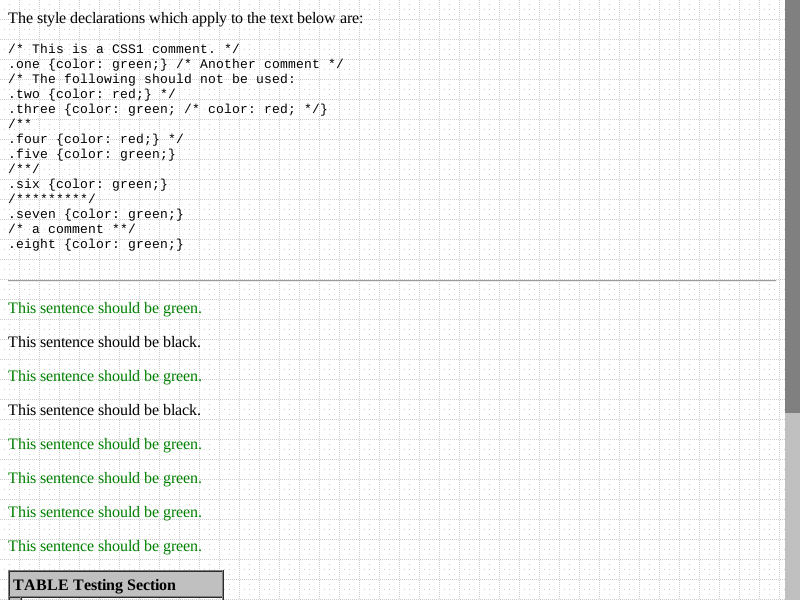 The style declarations which apply to the text below are:
/* This is a CSS1 comment. */
.one {color: green;} /* Another comment */
/* The following should not be used:
.two {color: red;} */
.three {color: green; /* color: red; */}
/**
.four {color: red;} */
.five {color: green;}
/**/
.six {color: green;}
/*********/
.seven {color: green;}
/* a comment **/
.eight {color: green;}
This sentence should be green.
This sentence should be black.
This sentence should be green.
This sentence should be black.
This sentence should be green.
This sentence should be green.
This sentence should be green.
This sentence should be green.
TABLE Testing Section